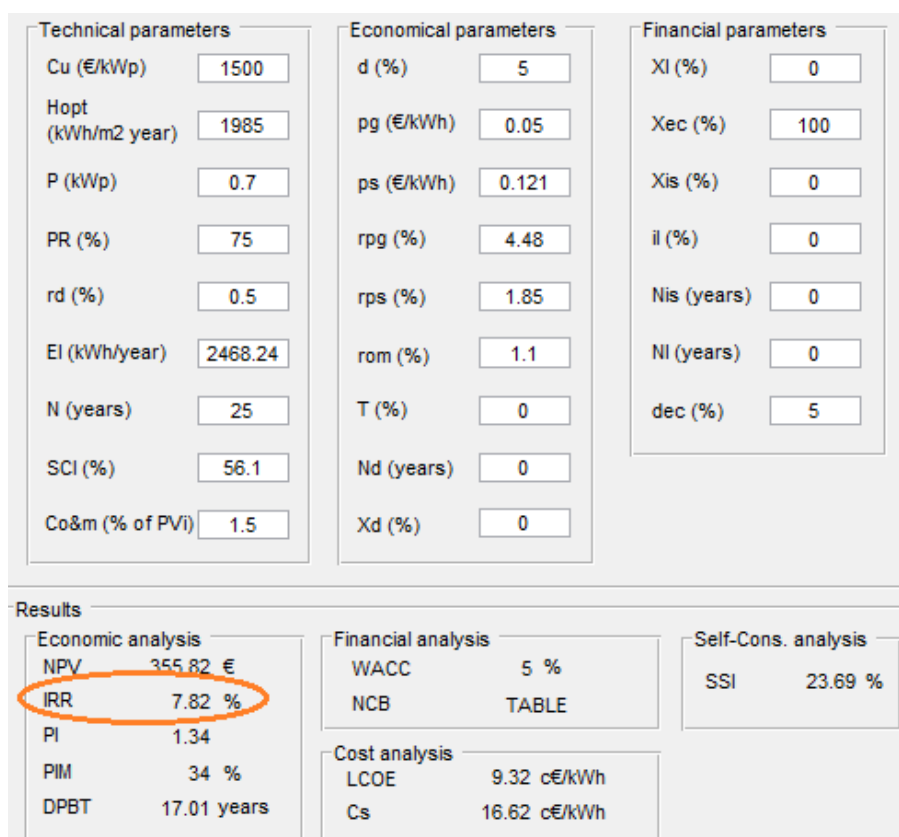 Technical parameters
Cu (€/kWp) 1500
Hopt
(kWh/m2 year) 1985
P (kWp) 0.7
PR (%) 75
rd (%) 0.5
El (kWh/year) 2468.24
N (years) 25
SCI (%) 56.1
Co&m (% of PVi) 1.5
Economical parameters
d (%) 5
pg (€/kWh) 0.05
ps (€/kWh) 0.121
rpg (%) 4.48
rps (%) 1.85
rom (%) 1.1
T (%) 0
Nd (years) 0
Xd (%) 0
Financial parameters
Xl (%) 0
Xec (%) 100
Xis (%) 0
il (%) 0
Nis (years) 0
Nl (years) 0
dec (%) 5
Results
Economic analysis
NPV 355.82 €
IRR 7.82 %
PI 1.34
PIM 34 %
DPBT 17.01 years
Financial analysis
WACC 5 %
NCB TABLE
Cost analysis
LCOE 9.32 c€/kWh
Cs 16.62 c€/kWh
Self-Cons. analysis
SSI 23.69 %